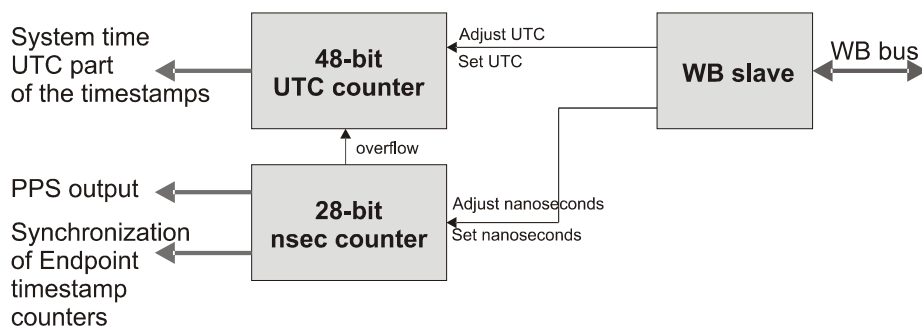 System time
UTC part
of the timestamps
48-bit
UTC counter
Adjust UTC
Set UTC
WB slave
WB bus
overflow
PPS output
Synchronization
of Endpoint
timestamp
counters
28-bit
nsec counter
Adjust nanoseconds
Set nanoseconds